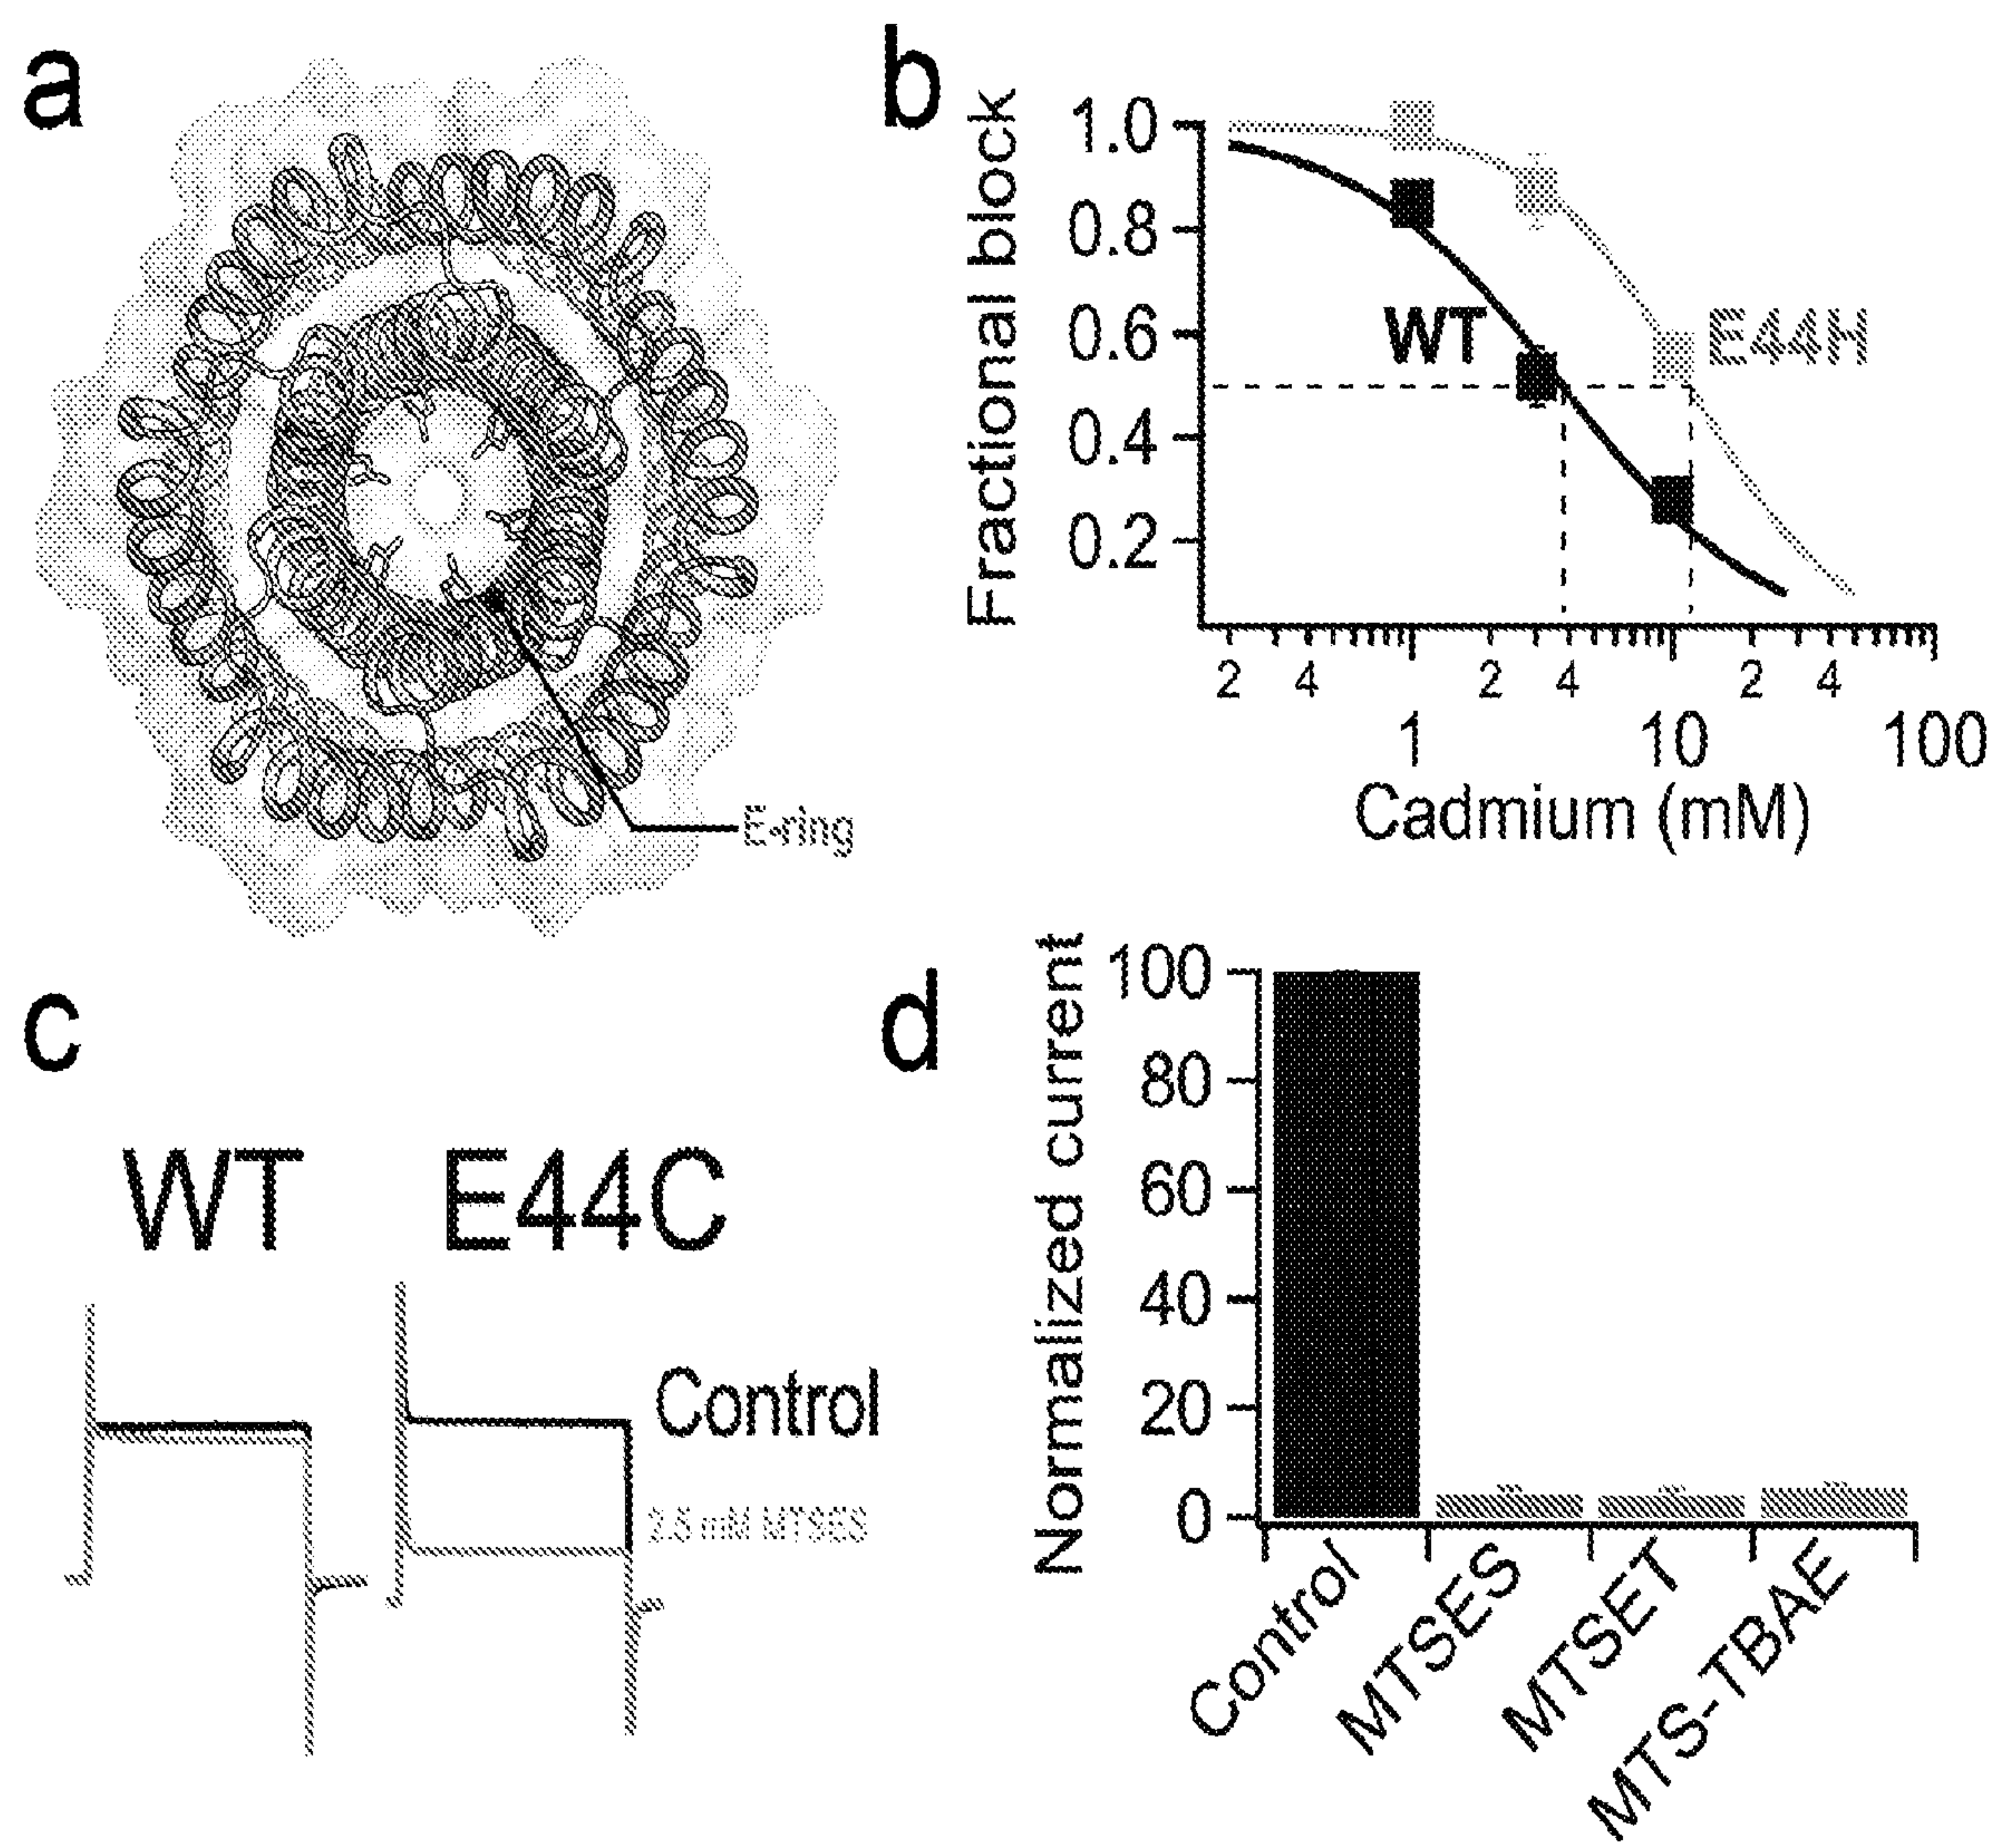 a
E-ring
b
Fractional block
1.0
0.8
0.6
0.4
0.2
WT
E44H
2 4 2 4 2 4
1 10 100
Cadmium (mM)
c
WT E44C
Control
2.5 mM MTSES
d
Normalized current
100
80
60
40
20
0
Control
MTSES
MTSET
MTS-TBAE